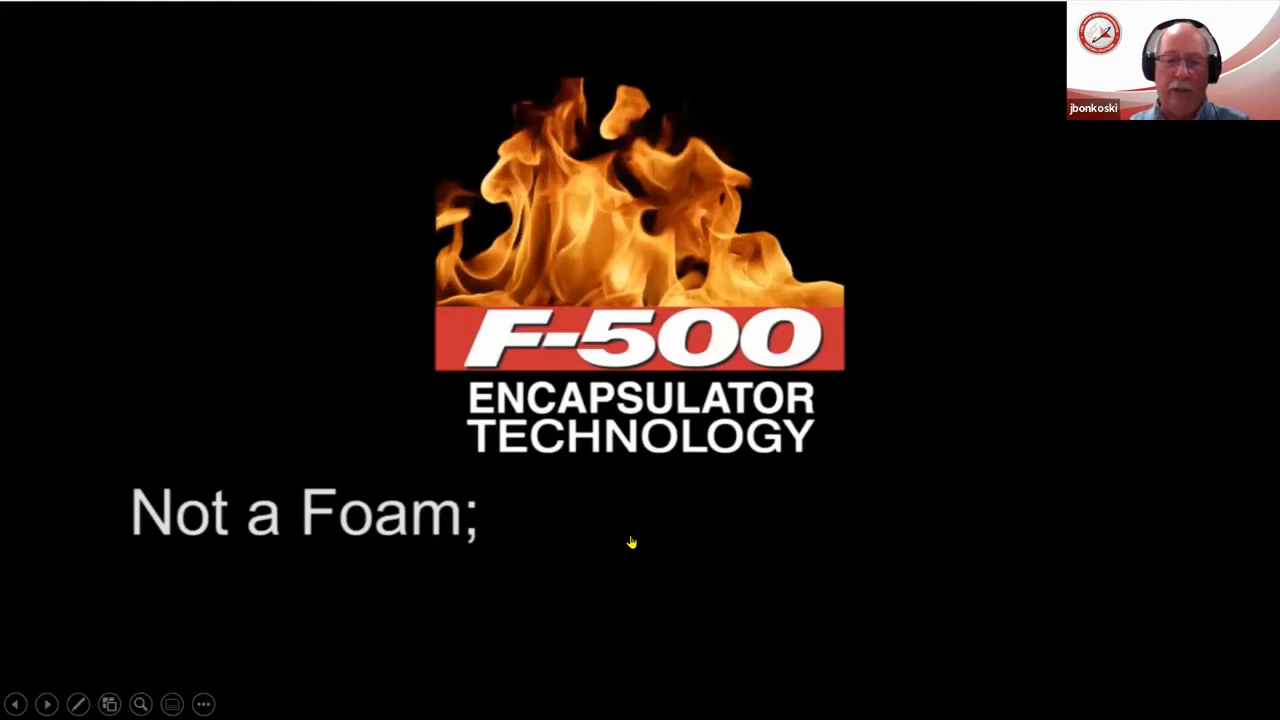 jbonkoski
F-500
ENCAPSULATOR
TECHNOLOGY
Not a Foam;